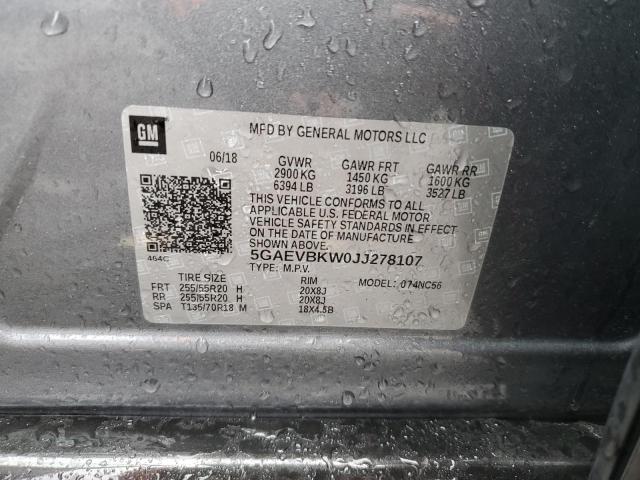 GM MFD BY GENERAL MOTORS LLC
06/18 GVWR GAWR FRT GAWR RR
2900 KG 1450 KG 1600 KG
6394 LB 3196 LB 3527 LB
THIS VEHICLE CONFORMS TO ALL
APPLICABLE U.S. FEDERAL MOTOR
VEHICLE SAFETY STANDARDS IN EFFECT
ON THE DATE OF MANUFACTURE
SHOWN ABOVE.
464C 5GAEVBKW0JJ278107
TYPE: M.P.V. MODEL: 074NC56
TIRE SIZE RIM
FRT 255/55R20 H 20X8J
RR 255/55R20 H 20X8J
SPA T135/70R18 M 18X4.5B